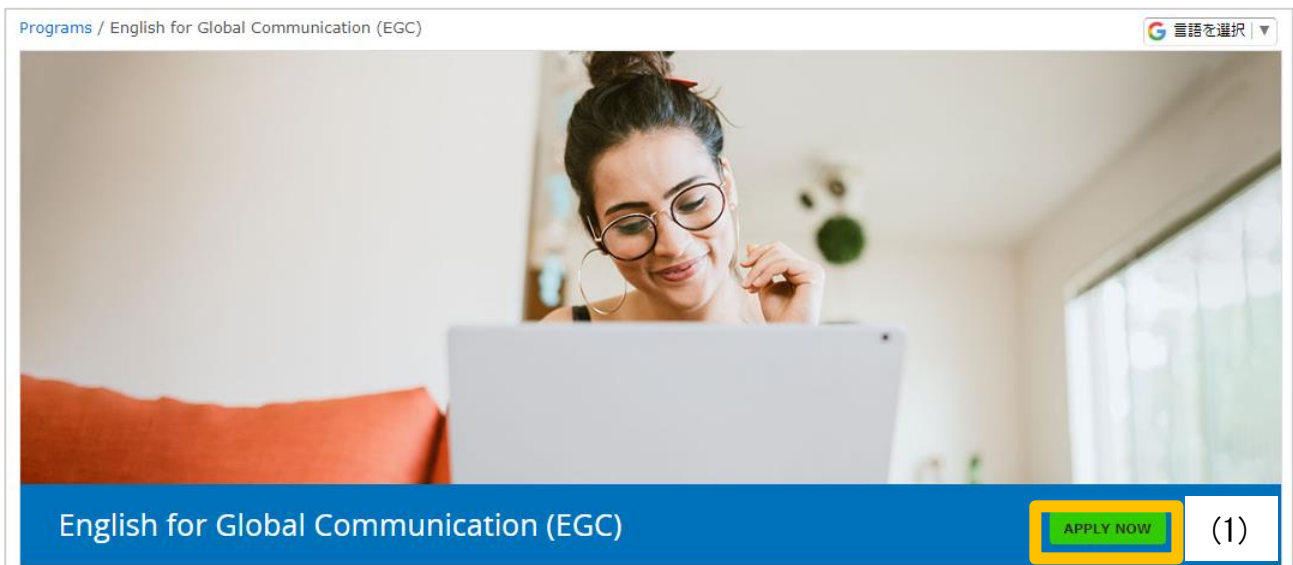 Programs / English for Global Communication (EGC)
言語を選択 ▼
English for Global Communication (EGC)
APPLY NOW
(1)